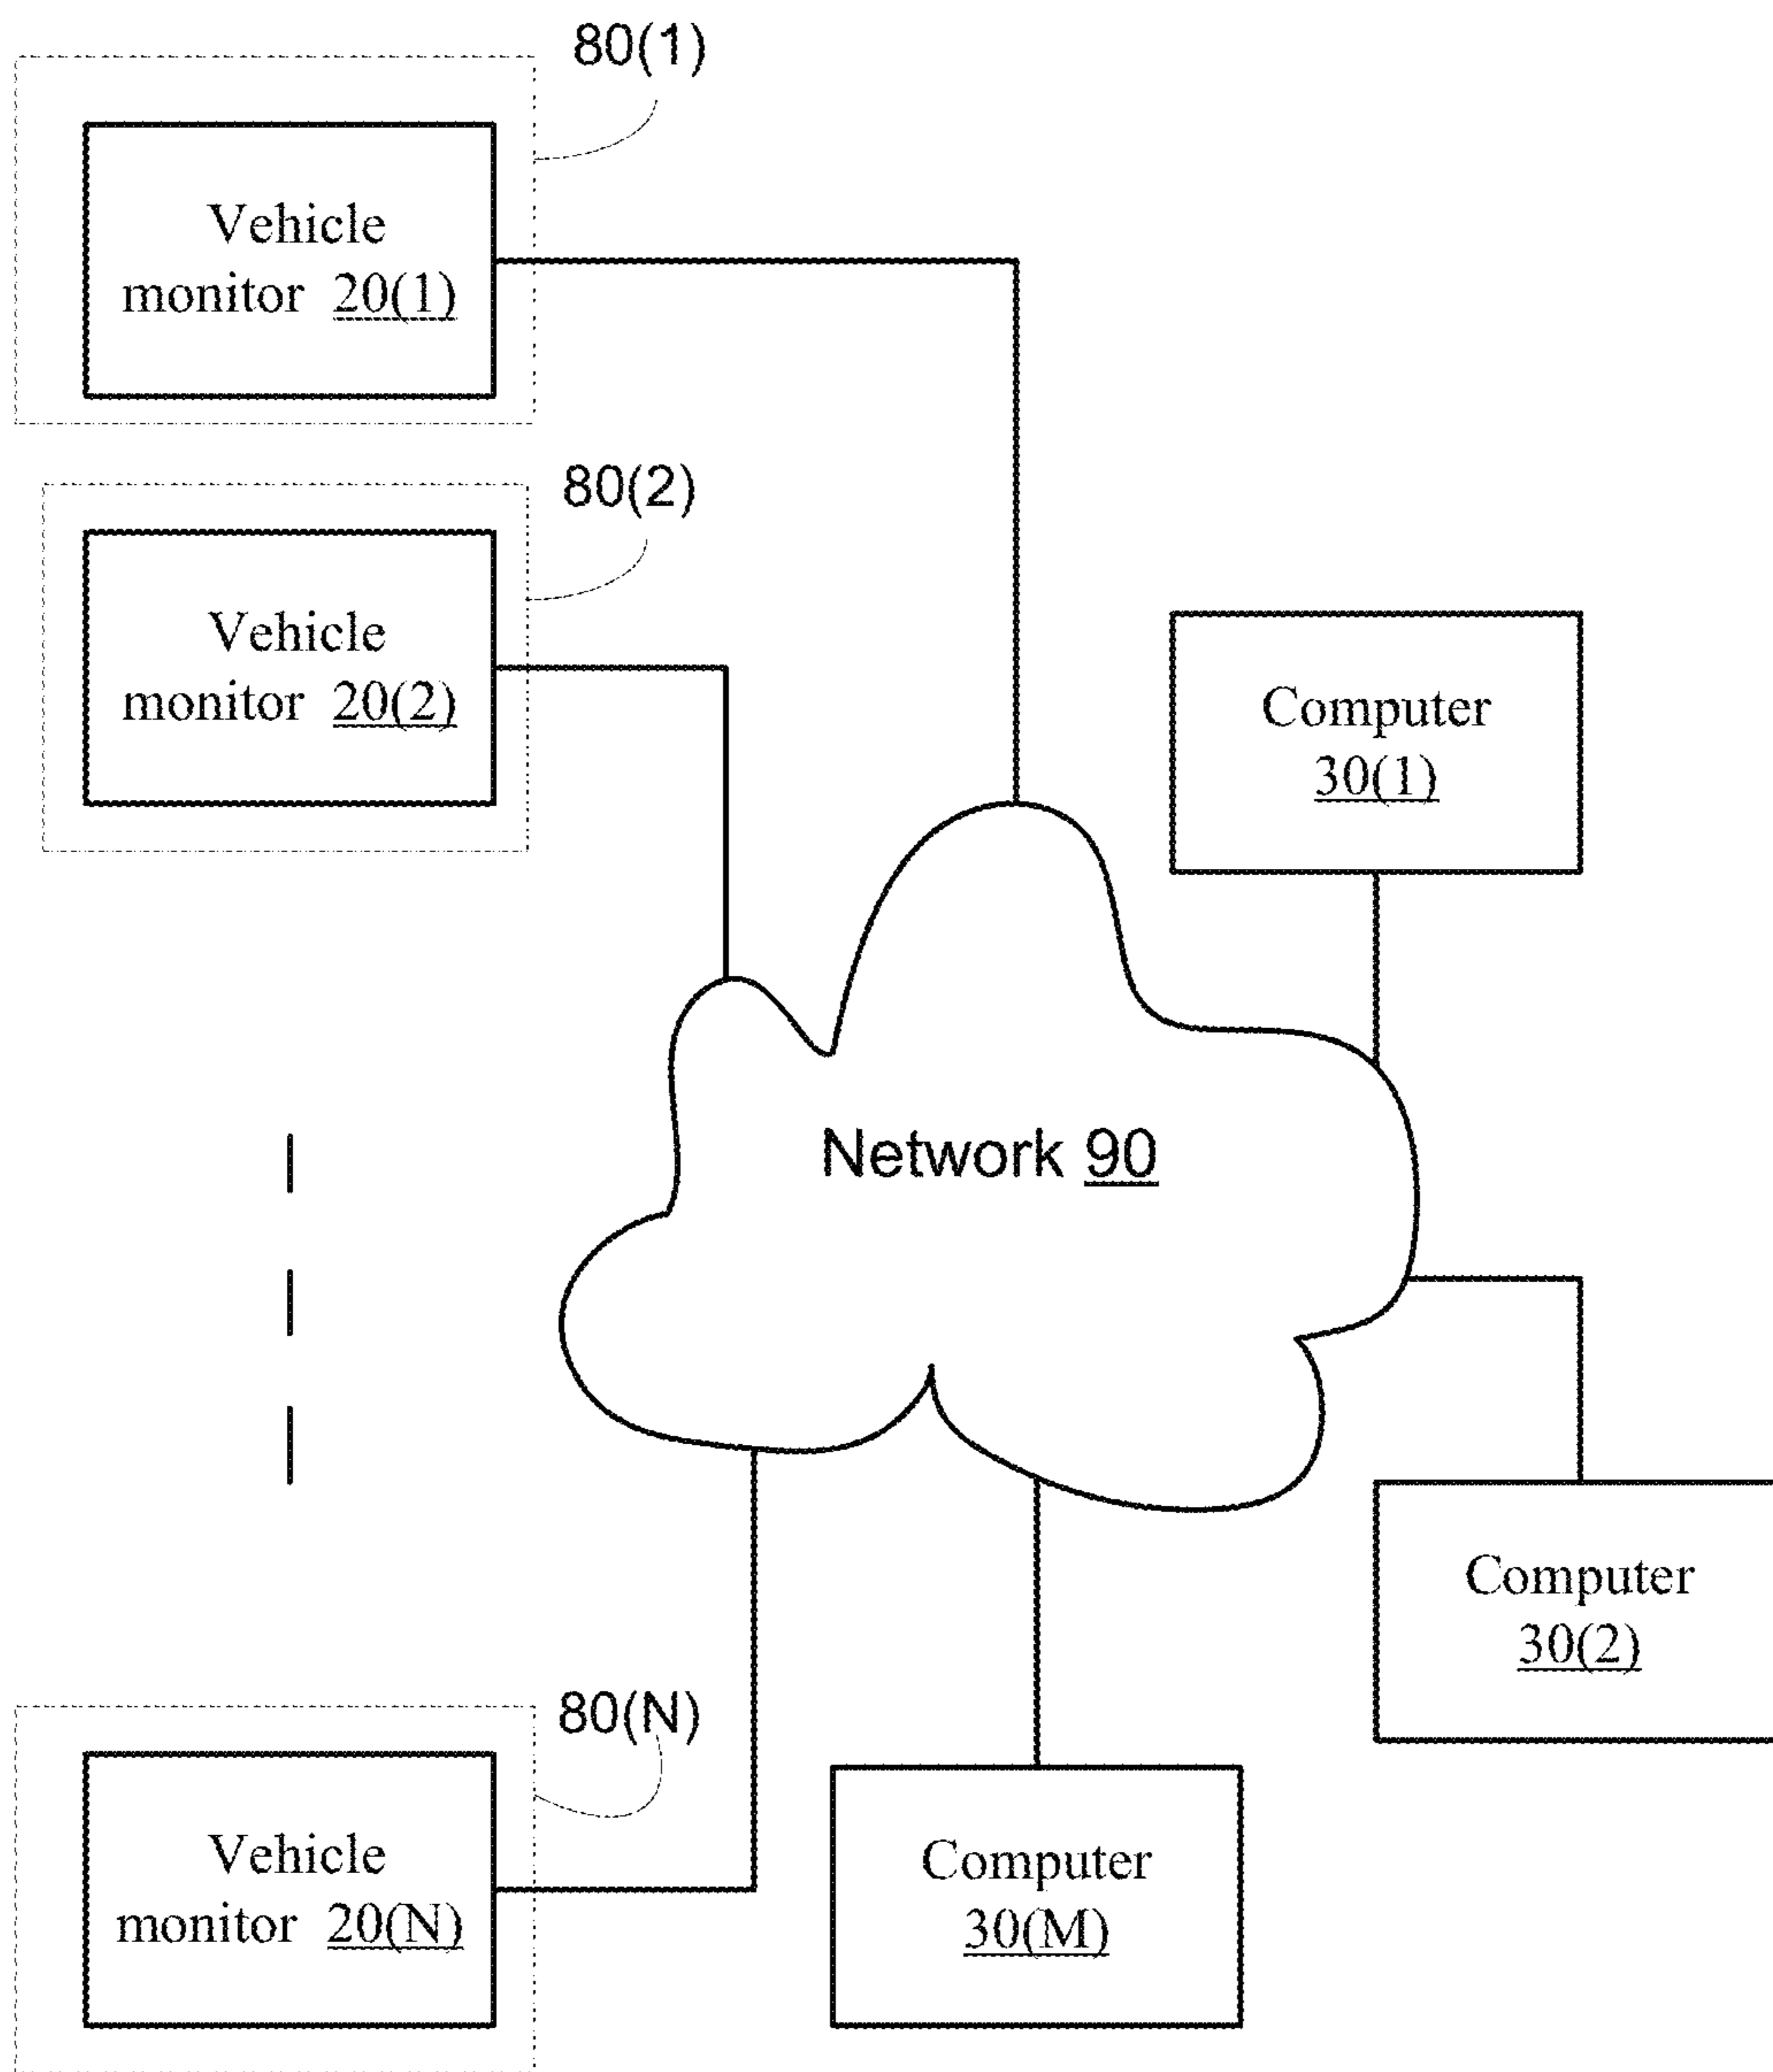 80(1)
Vehicle
monitor 20(1)
80(2)
Vehicle
monitor 20(2)
Computer
30(1)
Network 90
Computer
30(2)
80(N)
Vehicle
monitor 20(N)
Computer
30(M)